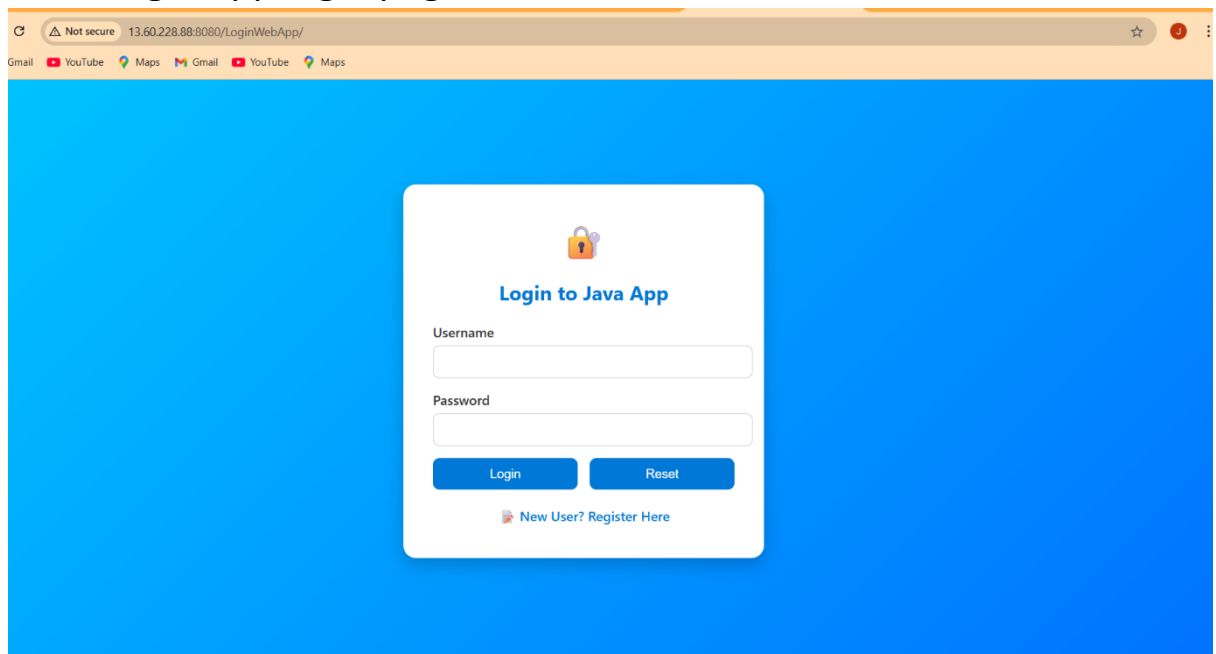 Not secure 13.60.228.88:8080/LoginWebApp/ J
Gmail YouTube Maps Gmail YouTube Maps
Login to Java App
Username
Password
Login Reset
New User? Register Here